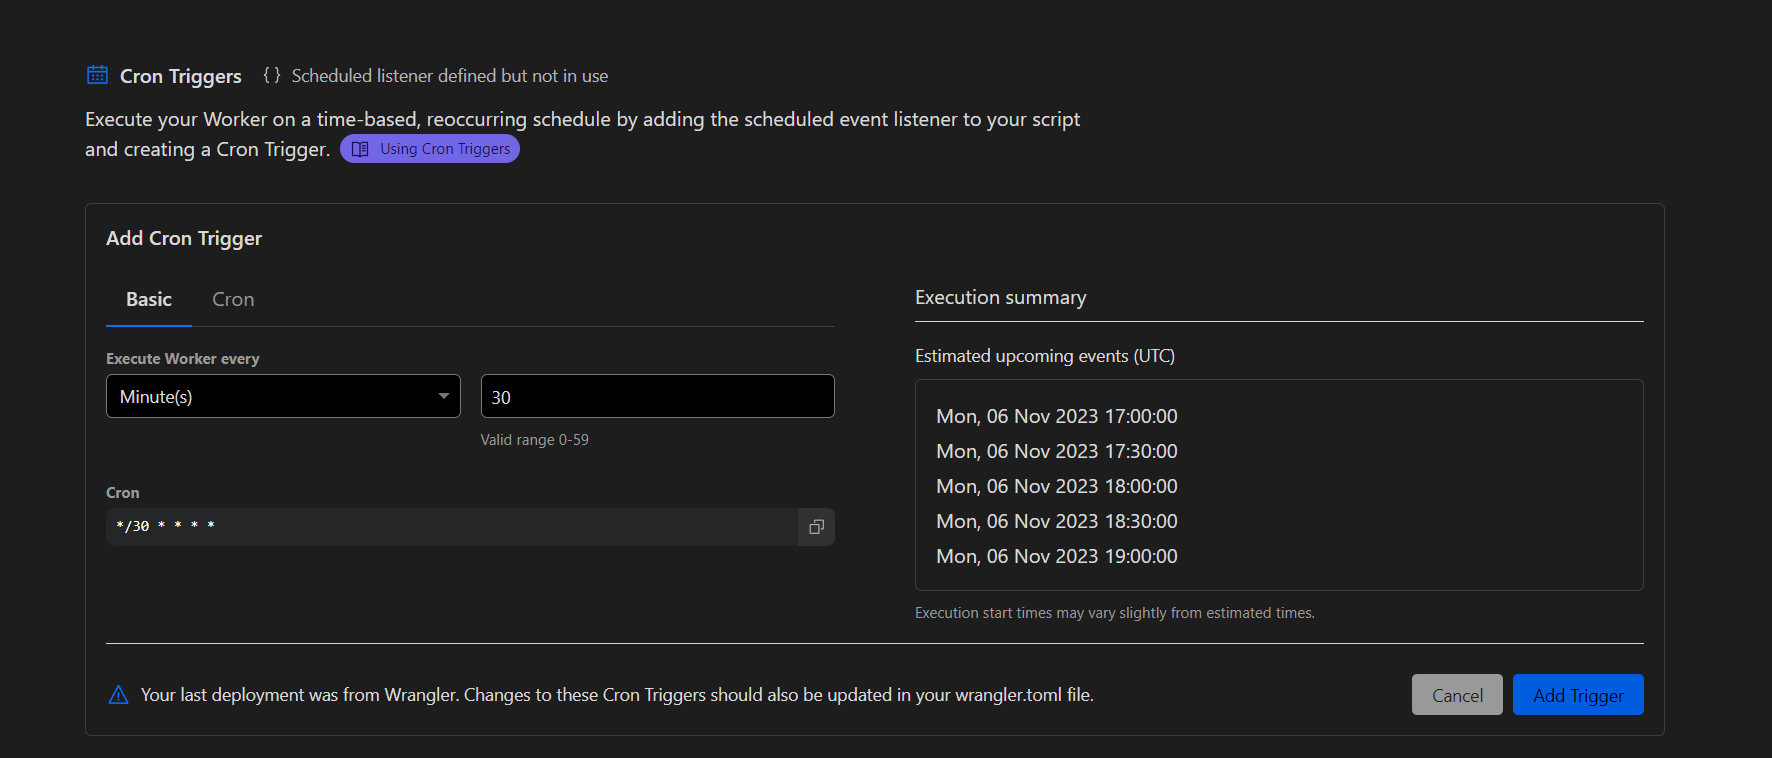 Cron Triggers { } Scheduled listener defined but not in use
Execute your Worker on a time-based, reoccurring schedule by adding the scheduled event listener to your script
and creating a Cron Trigger. Using Cron Triggers
Add Cron Trigger
Basic Cron
Execute Worker every
Minute(s) 30
Valid range 0-59
Cron
*/30 * * * *
Execution summary
Estimated upcoming events (UTC)
Mon, 06 Nov 2023 17:00:00
Mon, 06 Nov 2023 17:30:00
Mon, 06 Nov 2023 18:00:00
Mon, 06 Nov 2023 18:30:00
Mon, 06 Nov 2023 19:00:00
Execution start times may vary slightly from estimated times.
Your last deployment was from Wrangler. Changes to these Cron Triggers should also be updated in your wrangler.toml file.
Cancel Add Trigger